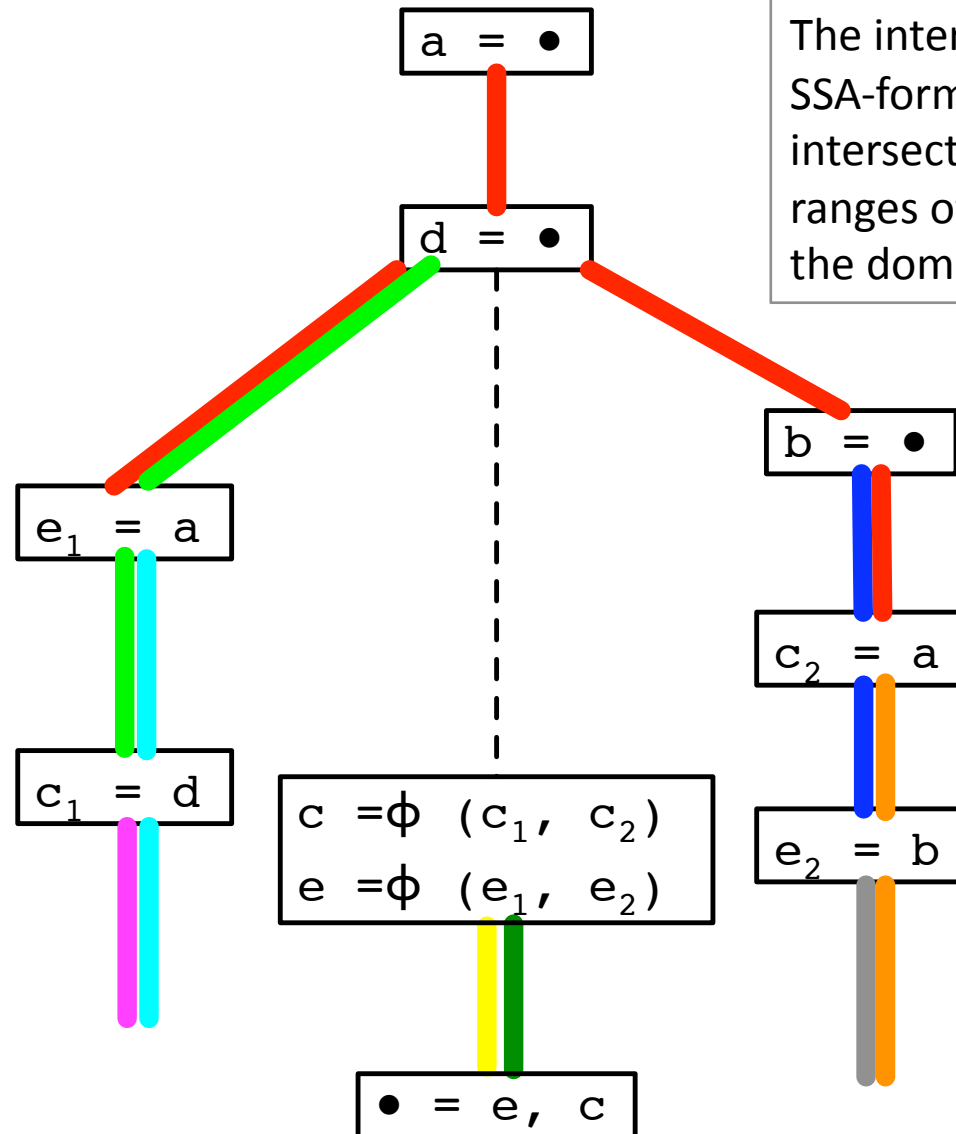 a = •
The inter
SSA-form
intersect
ranges o
the dom
d = •
b = •
e₁ = a
c₂ = a
c₁ = d
c =ϕ (c₁, c₂)
e =ϕ (e₁, e₂)
e₂ = b
• = e, c